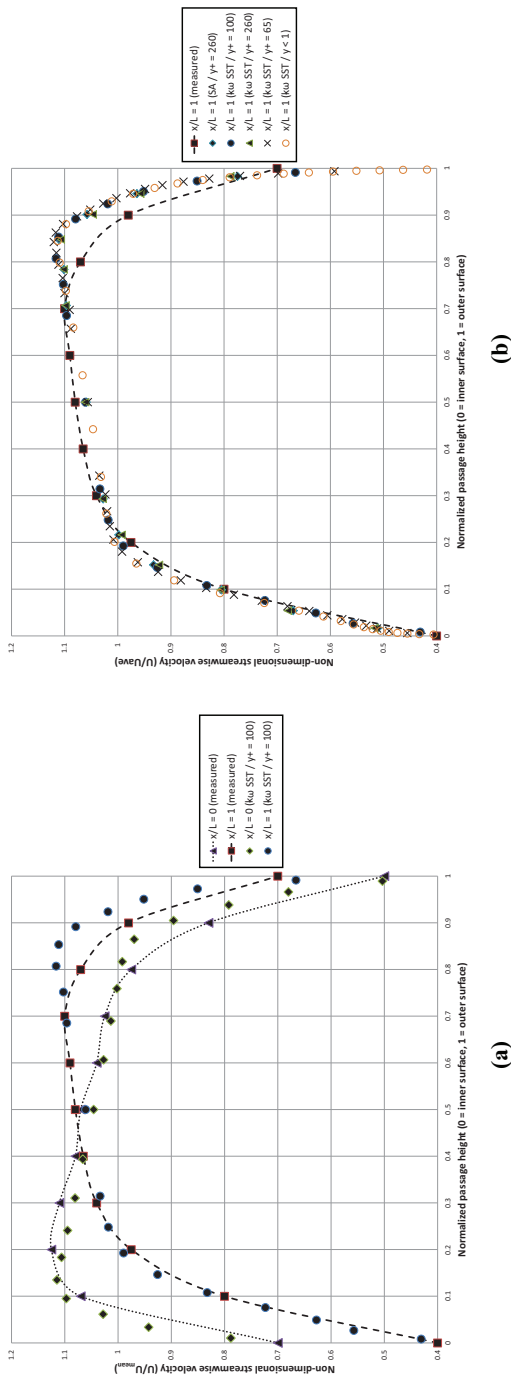 Non-dimensional streamwise velocity (U/Umean)
1.2
1.1
1
0.9
0.8
0.7
0.6
0.5
0.4
0
0.1
0.2
0.3
0.4
0.5
0.6
0.7
0.8
0.9
1
Normalized passage height (0 = inner surface, 1 = outer surface)
x/L = 0 (measured)
x/L = 1 (measured)
x/L = 0 (kω SST / y+ = 100)
x/L = 1 (kω SST / y+ = 100)
(a)
Non-dimensional streamwise velocity (U/Uave)
1.2
1.1
1
0.9
0.8
0.7
0.6
0.5
0.4
0
0.1
0.2
0.3
0.4
0.5
0.6
0.7
0.8
0.9
1
Normalized passage height (0 = inner surface, 1 = outer surface)
x/L = 1 (measured)
x/L = 1 (SA / y+ = 260)
x/L = 1 (kω SST / y+ = 100)
x/L = 1 (kω SST / y+ = 260)
x/L = 1 (kω SST / y+ = 65)
x/L = 1 (kω SST / y < 1)
(b)